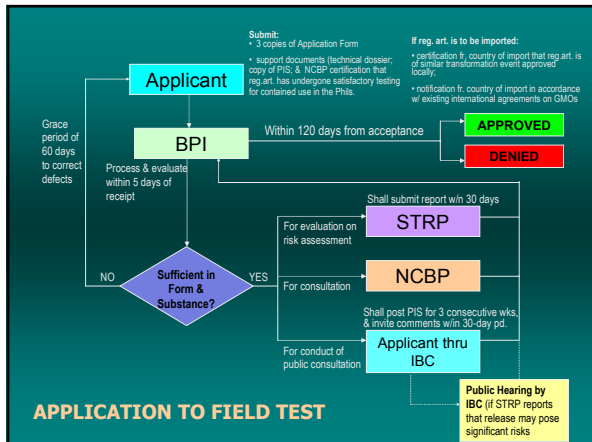 Submit:
• 3 copies of Application Form
• support documents (technical dossier;
copy of PIS; & NCBP certification that
reg.art. has undergone satisfactory testing
for contained use in the Phils.
If reg. art. is to be imported:
• certification fr. country of import that reg.art. is
of similar transformation event approved
locally;
• notification fr. country of import in accordance
w/ existing international agreements on GMOs
Applicant
Grace
period of
60 days
to correct
defects
BPI
Within 120 days from acceptance
APPROVED
DENIED
Process & evaluate
within 5 days of
receipt
Shall submit report w/n 30 days
For evaluation on
risk assessment
STRP
NO
Sufficient in
Form &
Substance?
YES
For consultation
NCBP
Shall post PIS for 3 consecutive wks,
& invite comments w/in 30-day pd.
For conduct of
public consultation
Applicant thru
IBC
Public Hearing by
IBC (if STRP reports
that release may pose
significant risks
APPLICATION TO FIELD TEST